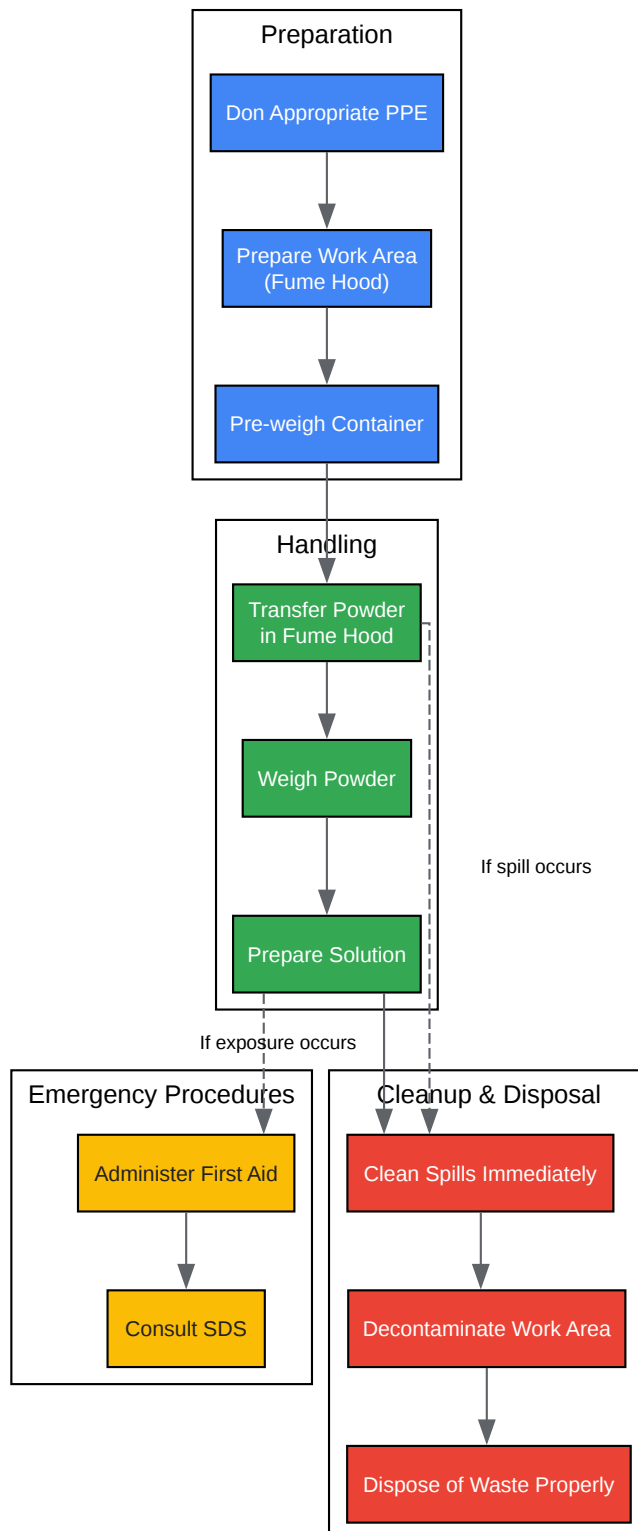 Preparation
Don Appropriate PPE
Prepare Work Area
(Fume Hood)
Pre-weigh Container
Handling
Transfer Powder
in Fume Hood
Weigh Powder
If spill occurs
Prepare Solution
If exposure occurs
Emergency Procedures
Administer First Aid
Consult SDS
Cleanup & Disposal
Clean Spills Immediately
Decontaminate Work Area
Dispose of Waste Properly